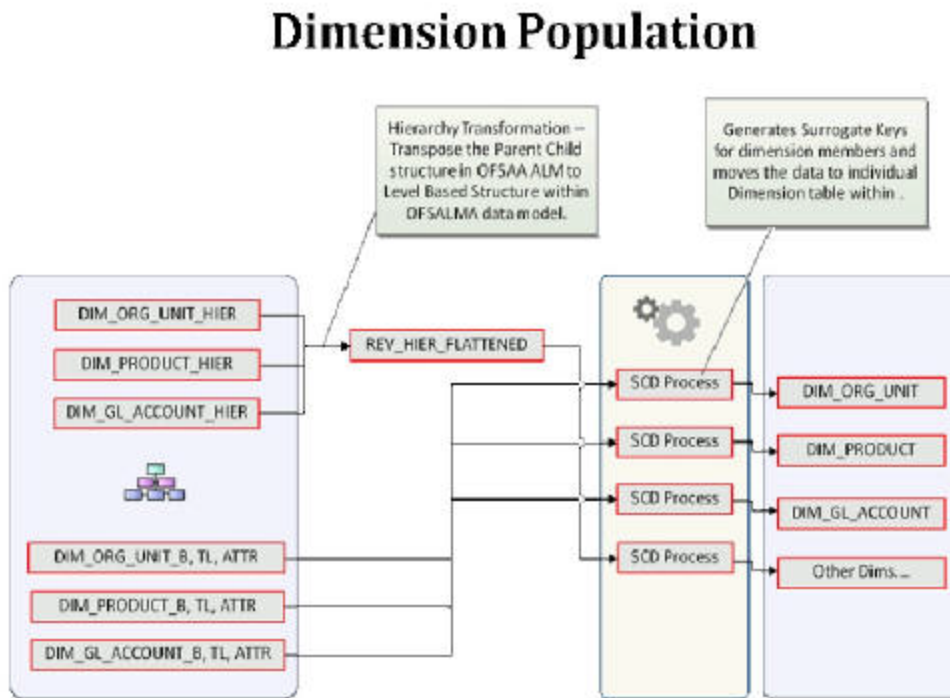 Dimension Population
Hierarchy Transformation –
Transpose the Parent Child
structure in OFSAA ALM to
Level Based Structure within
OFSALMA data model.
Generates Surrogate Keys
for dimension members and
moves the data to individual
Dimension table within .
DIM_ORG_UNIT_HIER
DIM_PRODUCT_HIER
DIM_GL_ACCOUNT_HIER
REV_HIER_FLATTENED
DIM_ORG_UNIT_B, TL, ATTR
DIM_PRODUCT_B, TL, ATTR
DIM_GL_ACCOUNT_B, TL, ATTR
SCD Process
SCD Process
SCD Process
SCD Process
DIM_ORG_UNIT
DIM_PRODUCT
DIM_GL_ACCOUNT
Other Dims....